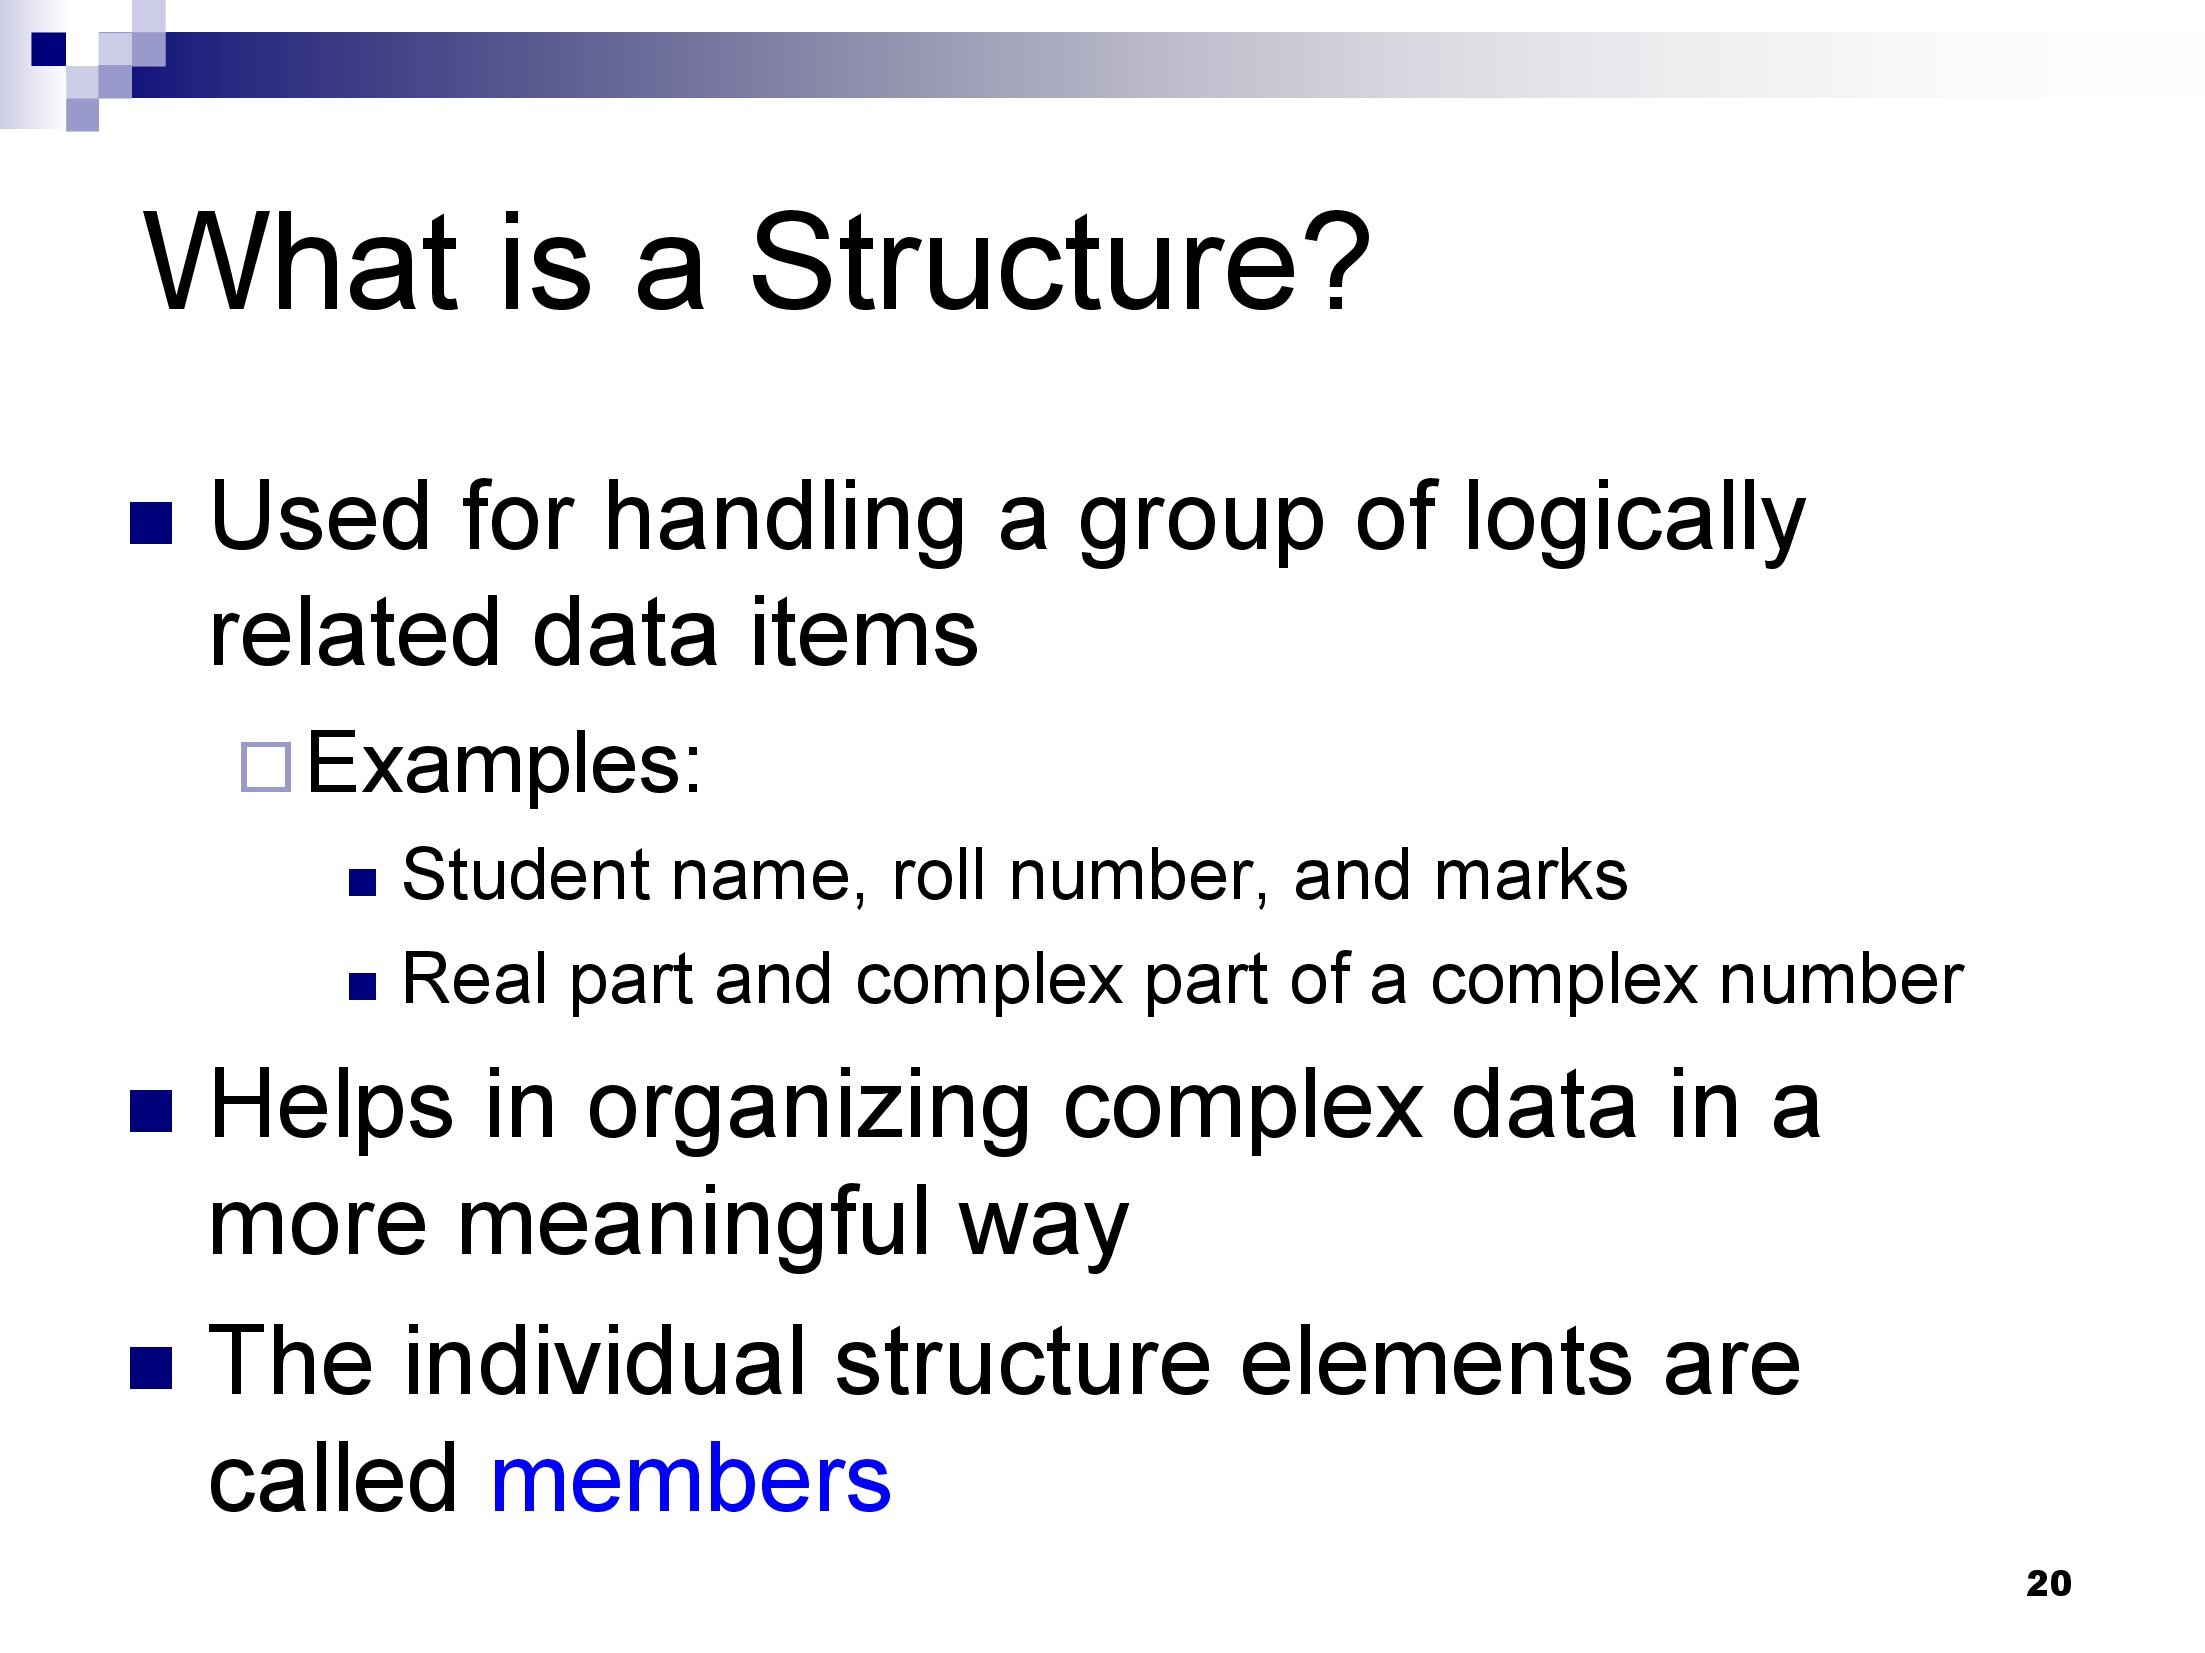 What is a Structure?
Used for handling a group of logically
related data items
Examples:
Student name, roll number, and marks
Real part and complex part of a complex number
Helps in organizing complex data in a
more meaningful way
The individual structure elements are
called members
20